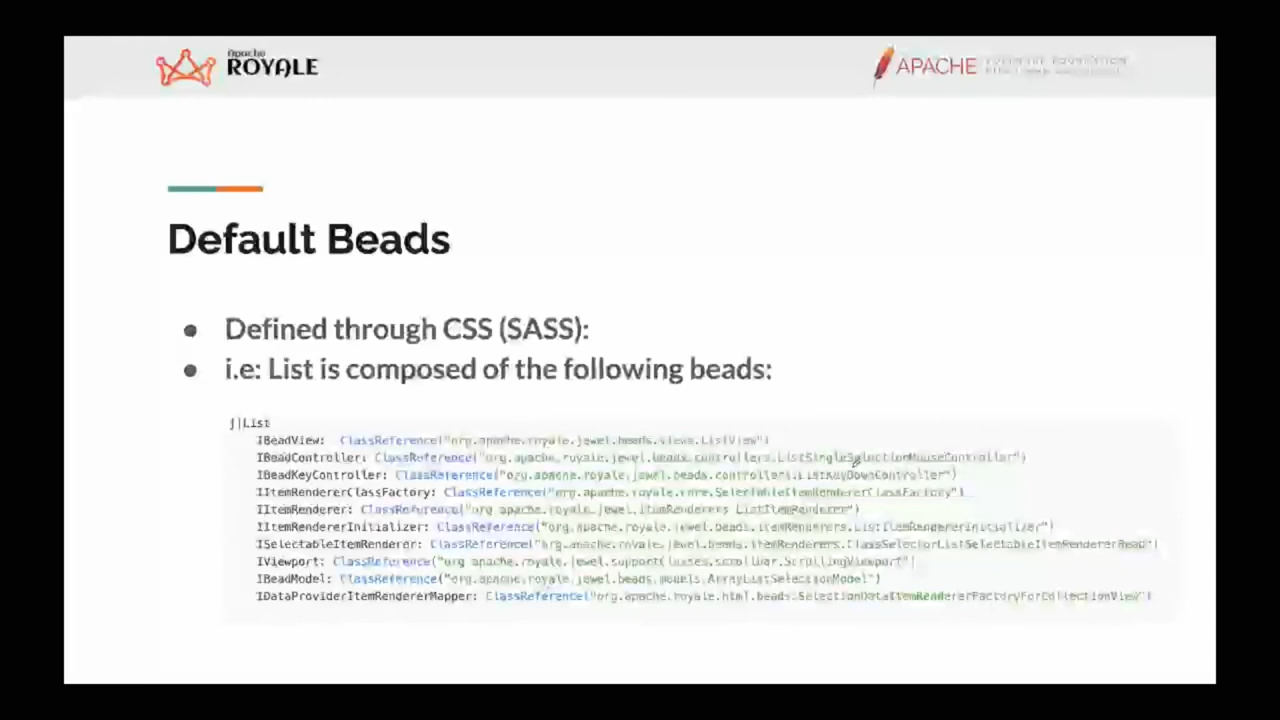 Apache
ROYALE
APACHE
Default Beads
● Defined through CSS (SASS):
● i.e: List is composed of the following beads:
j|List
IBeadView: ClassReference("org.apache.royale.jewel.beads.views.ListView")
IBeadController: ClassReference("org.apache.royale.jewel.beads.controllers.ListSingleSelectionMouseController")
IBeadKeyController: ClassReference("org.apache.royale.jewel.beads.controllers.ListKeyDownController")
IItemRendererClassFactory: ClassReference("org.apache.royale.core.SelectableItemRendererClassFactory")
IItemRenderer: ClassReference("org.apache.royale.jewel.itemRenderers.ListItemRenderer")
IItemRendererInitializer: ClassReference("org.apache.royale.jewel.beads.itemRenderers.ListItemRendererInitializer")
ISelectableItemRenderer: ClassReference("org.apache.royale.jewel.beads.itemRenderers.ClassSelectorListSelectableItemRendererBead")
IViewport: ClassReference("org.apache.royale.jewel.supportClasses.scrollbar.ScrollingViewport")
IBeadModel: ClassReference("org.apache.royale.jewel.beads.models.ArrayListSelectionModel")
IDataProviderItemRendererMapper: ClassReference("org.apache.royale.html.beads.SelectionDataItemRendererFactoryForCollectionView")